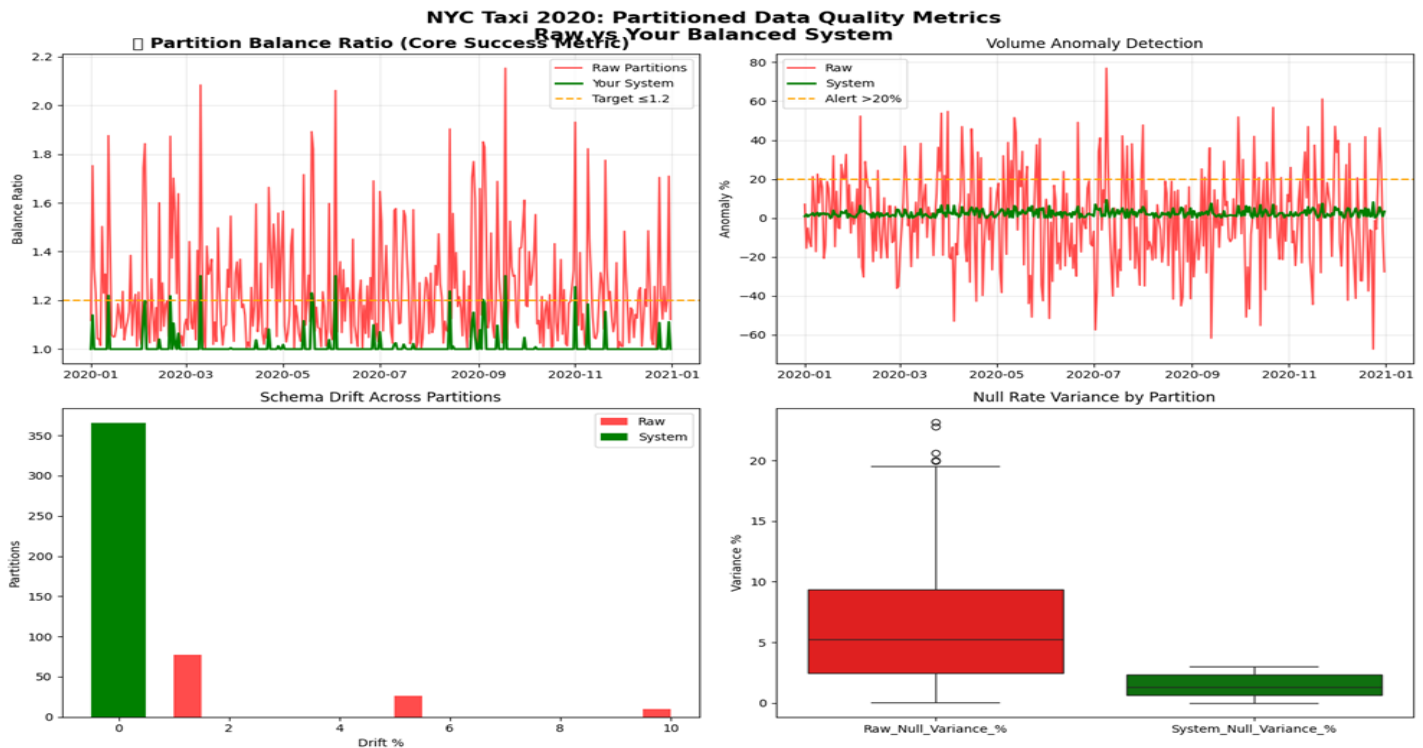 NYC Taxi 2020: Partitioned Data Quality Metrics
Raw vs Your Balanced System
Partition Balance Ratio (Core Success Metric)
2.2
2.0
1.8
1.6
1.4
1.2
1.0
Balance Ratio
Raw Partitions
Your System
Target ≤1.2
2020-01
2020-03
2020-05
2020-07
2020-09
2020-11
2021-01
Volume Anomaly Detection
80
60
40
20
0
−20
−40
−60
Anomaly %
Raw
System
Alert >20%
2020-01
2020-03
2020-05
2020-07
2020-09
2020-11
2021-01
Schema Drift Across Partitions
350
300
250
200
150
100
50
0
Partitions
Raw
System
0
2
4
6
8
10
Drift %
Null Rate Variance by Partition
20
15
10
5
0
Variance %
Raw_Null_Variance_%
System_Null_Variance_%